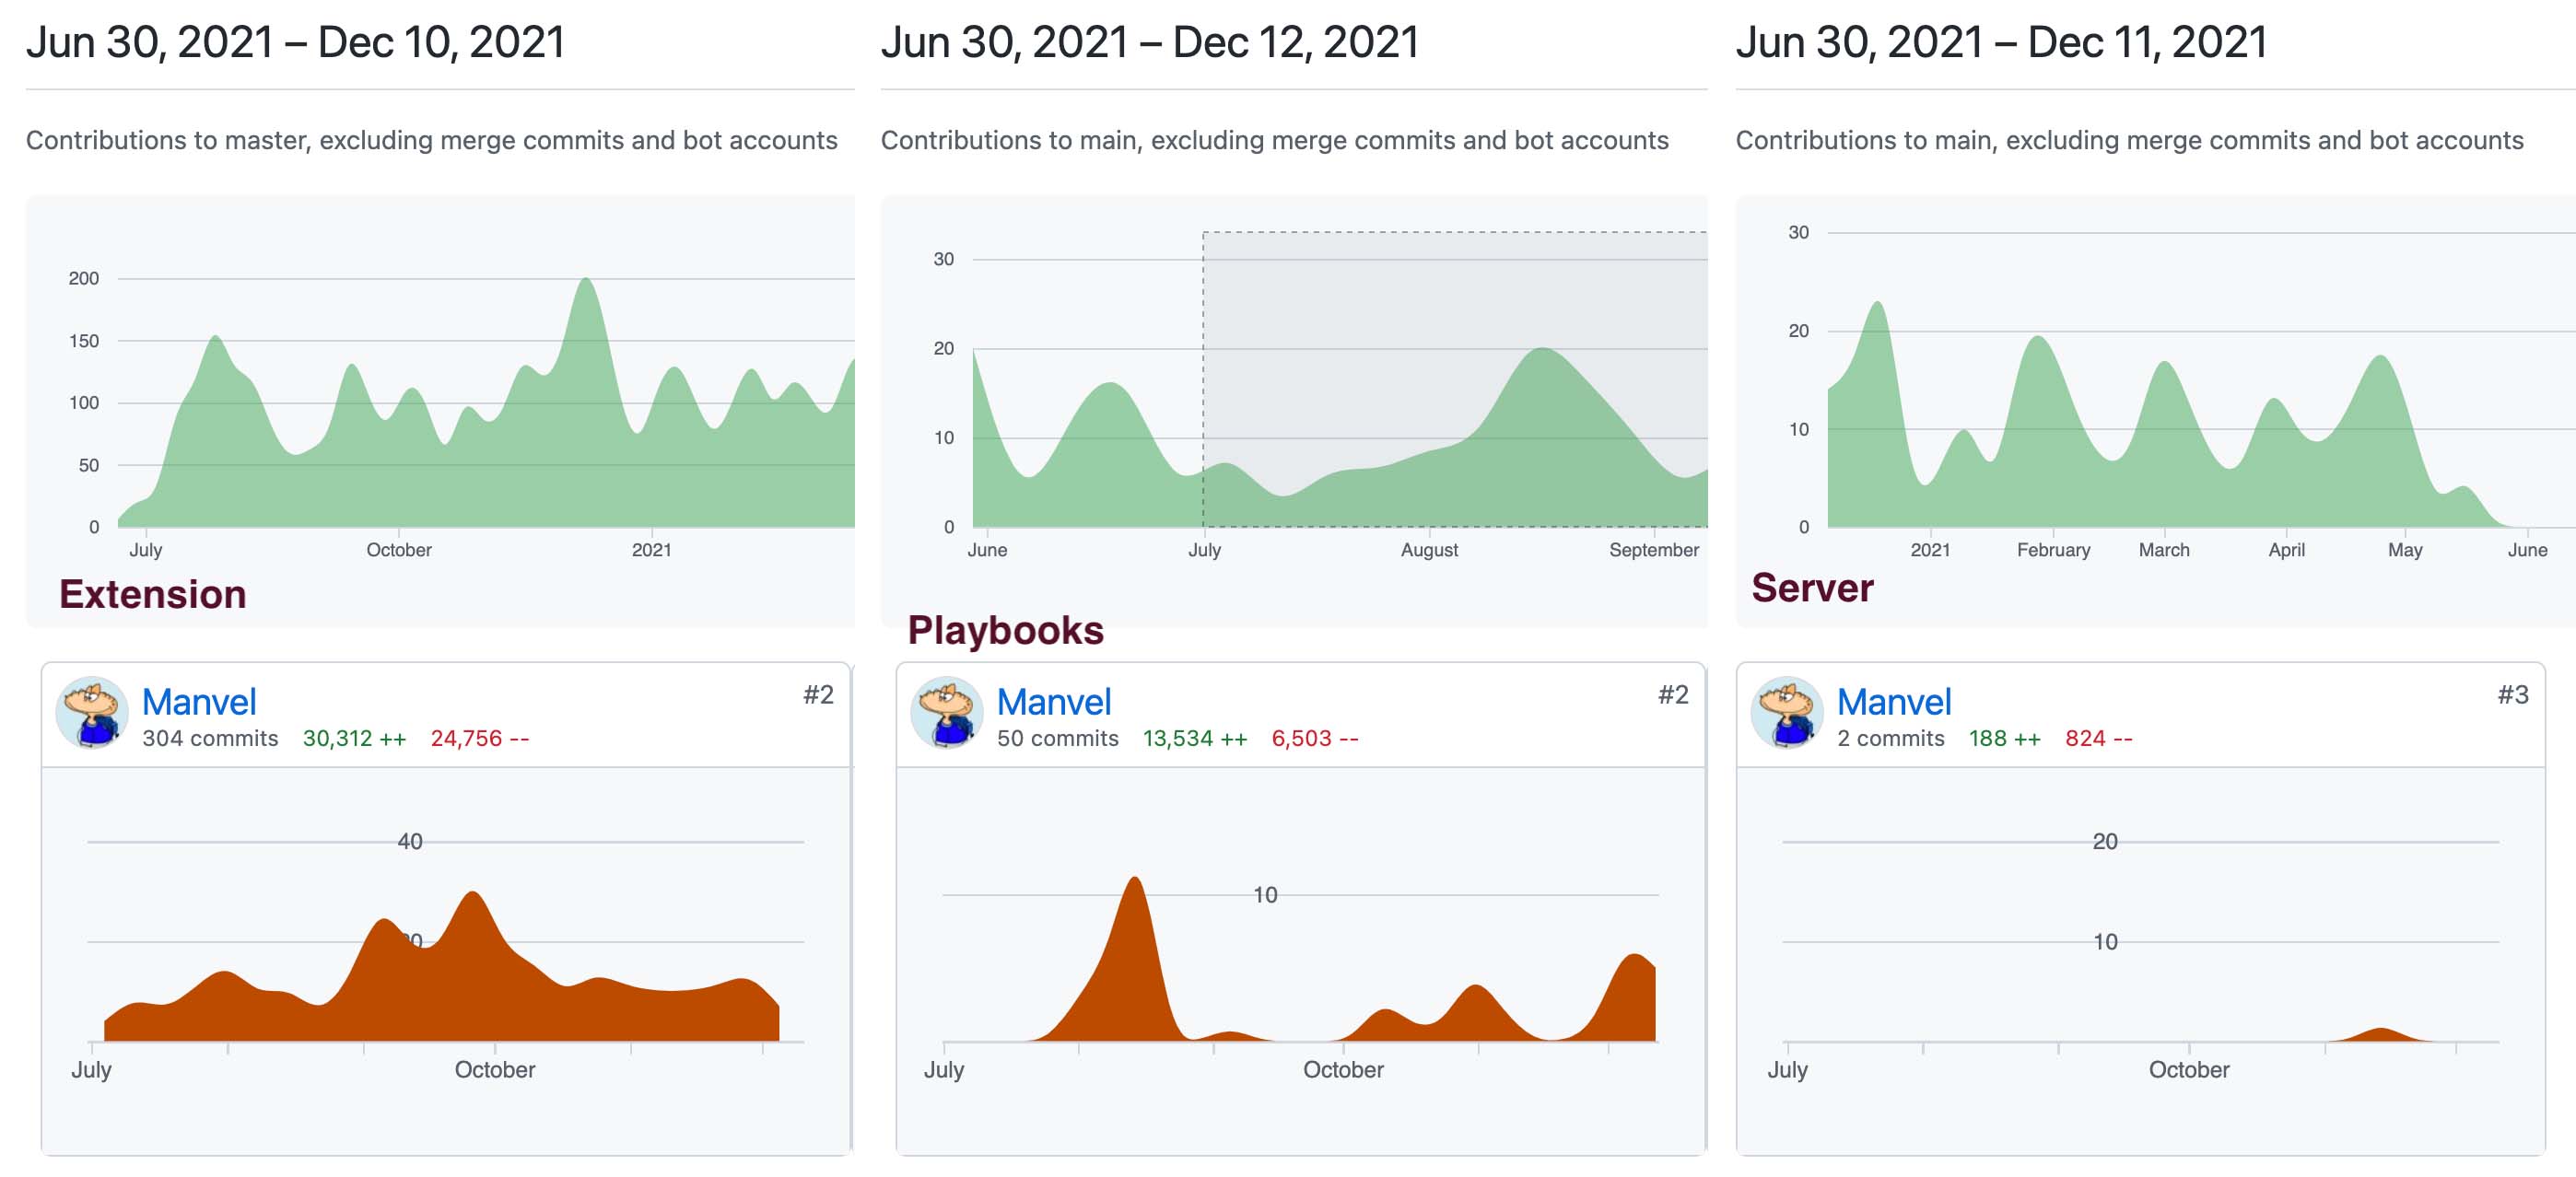 Jun 30, 2021 – Dec 10, 2021
Contributions to master, excluding merge commits and bot accounts
200
150
100
50
0
July October 2021
Extension
Manvel #2
304 commits 30,312 ++ 24,756 --
40
0
July October
Jun 30, 2021 – Dec 12, 2021
Contributions to main, excluding merge commits and bot accounts
30
20
10
0
June July August September
Playbooks
Manvel #2
50 commits 13,534 ++ 6,503 --
10
July October
Jun 30, 2021 – Dec 11, 2021
Contributions to main, excluding merge commits and bot accounts
30
20
10
0
2021 February March April May June
Server
Manvel #3
2 commits 188 ++ 824 --
20
10
July October